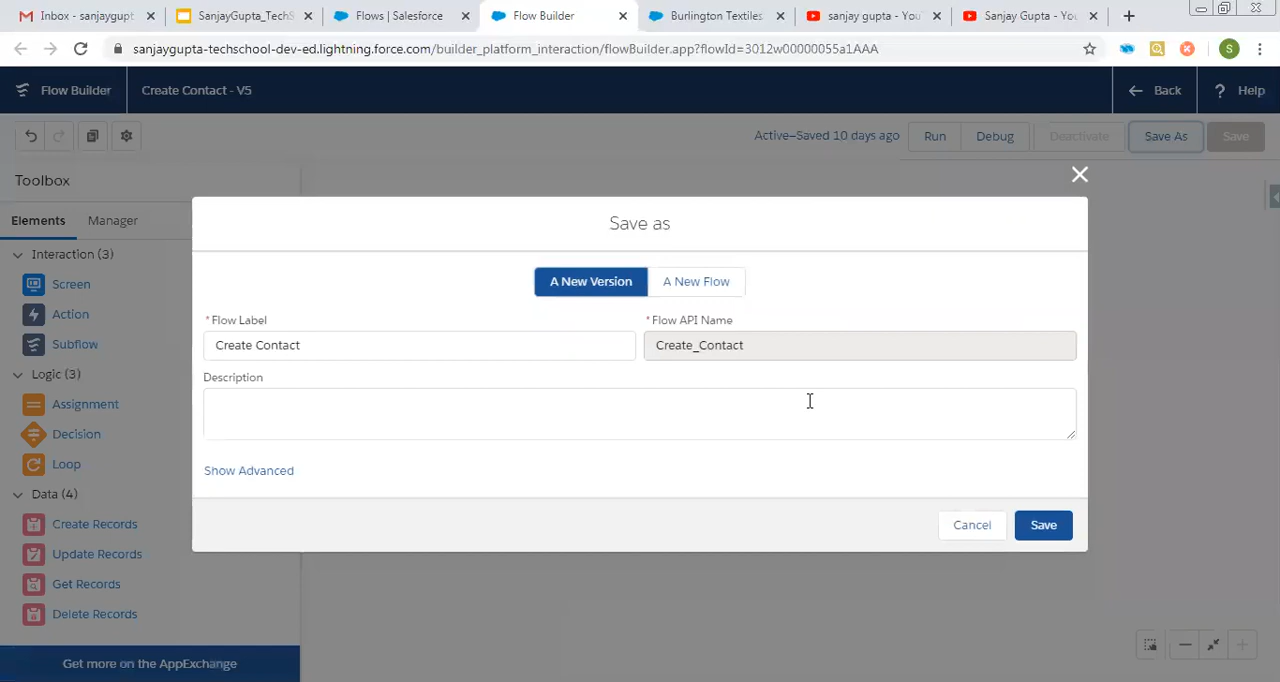 Inbox - sanjaygupt
SanjayGupta_TechS
Flows | Salesforce
Flow Builder
Burlington Textiles
sanjay gupta - You
Sanjay Gupta - You
sanjaygupta-techschool-dev-ed.lightning.force.com/builder_platform_interaction/flowBuilder.app?flowId=3012w00000055a1AAA
S
Flow Builder
Create Contact - V5
Back
? Help
Active–Saved 10 days ago
Run
Debug
Deactivate
Save As
Save
Toolbox
Elements
Manager
Interaction (3)
Screen
Action
Subflow
Logic (3)
Assignment
Decision
Loop
Data (4)
Create Records
Update Records
Get Records
Delete Records
Get more on the AppExchange
Save as
A New Version
A New Flow
* Flow Label
Create Contact
* Flow API Name
Create_Contact
Description
Show Advanced
Cancel
Save